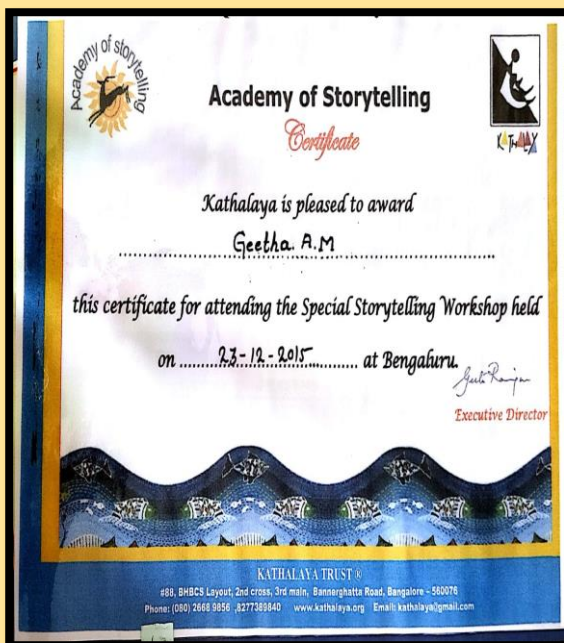 Academy of storytelling
Academy of Storytelling
Certificate
KATHALAYA
Kathalaya is pleased to award
Geetha. A.M
this certificate for attending the Special Storytelling Workshop held
on 23-12-2015 at Bengaluru.
Executive Director
KATHALAYA TRUST ®
#88, BHBCS Layout, 2nd cross, 3rd main, Bannerghatta Road, Bangalore - 560076
Phone: (080) 2668 9856 ,8277389840 www.kathalaya.org Email: kathalaya@gmail.com